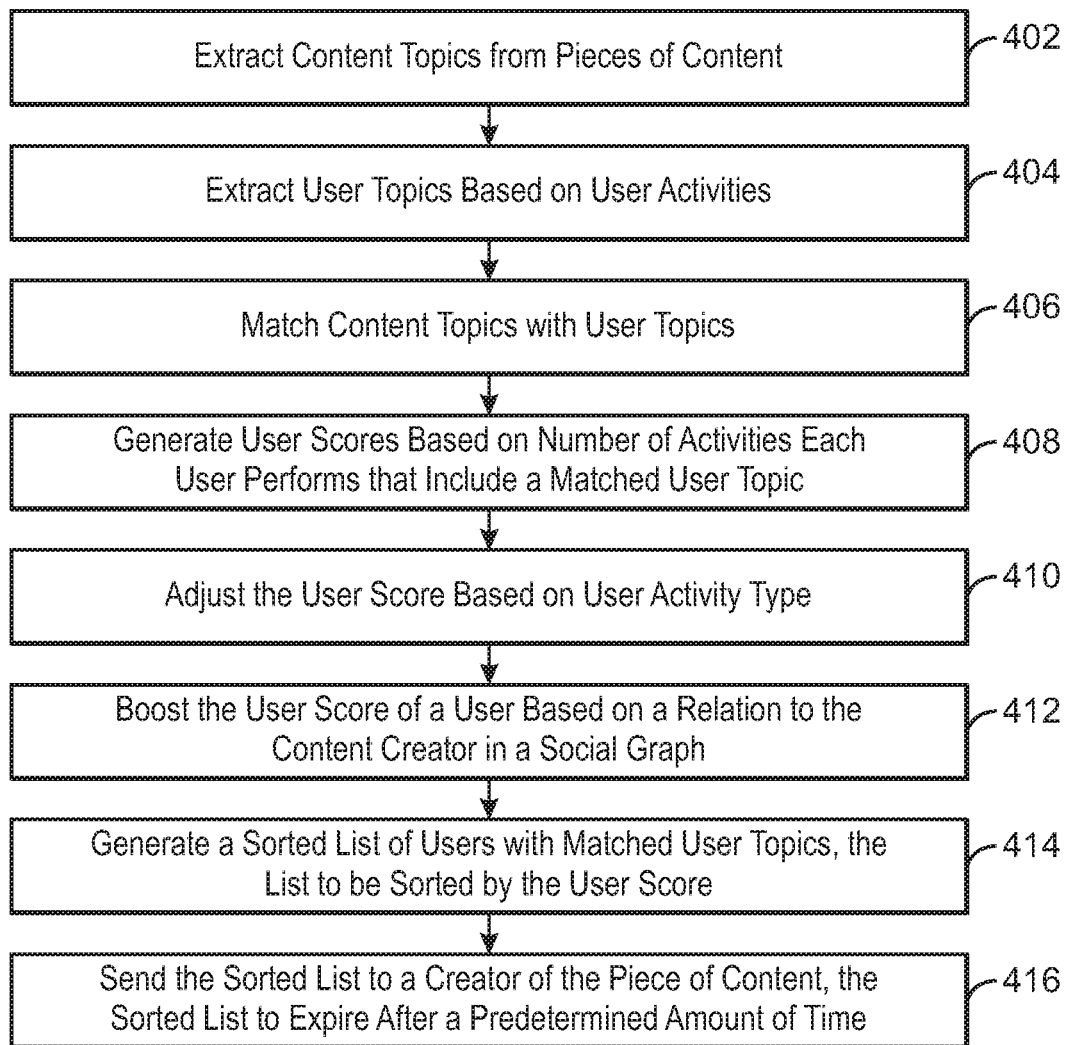 Extract Content Topics from Pieces of Content
402
Extract User Topics Based on User Activities
404
Match Content Topics with User Topics
406
Generate User Scores Based on Number of Activities Each
User Performs that Include a Matched User Topic
408
Adjust the User Score Based on User Activity Type
410
Boost the User Score of a User Based on a Relation to the
Content Creator in a Social Graph
412
Generate a Sorted List of Users with Matched User Topics, the
List to be Sorted by the User Score
414
Send the Sorted List to a Creator of the Piece of Content, the
Sorted List to Expire After a Predetermined Amount of Time
416